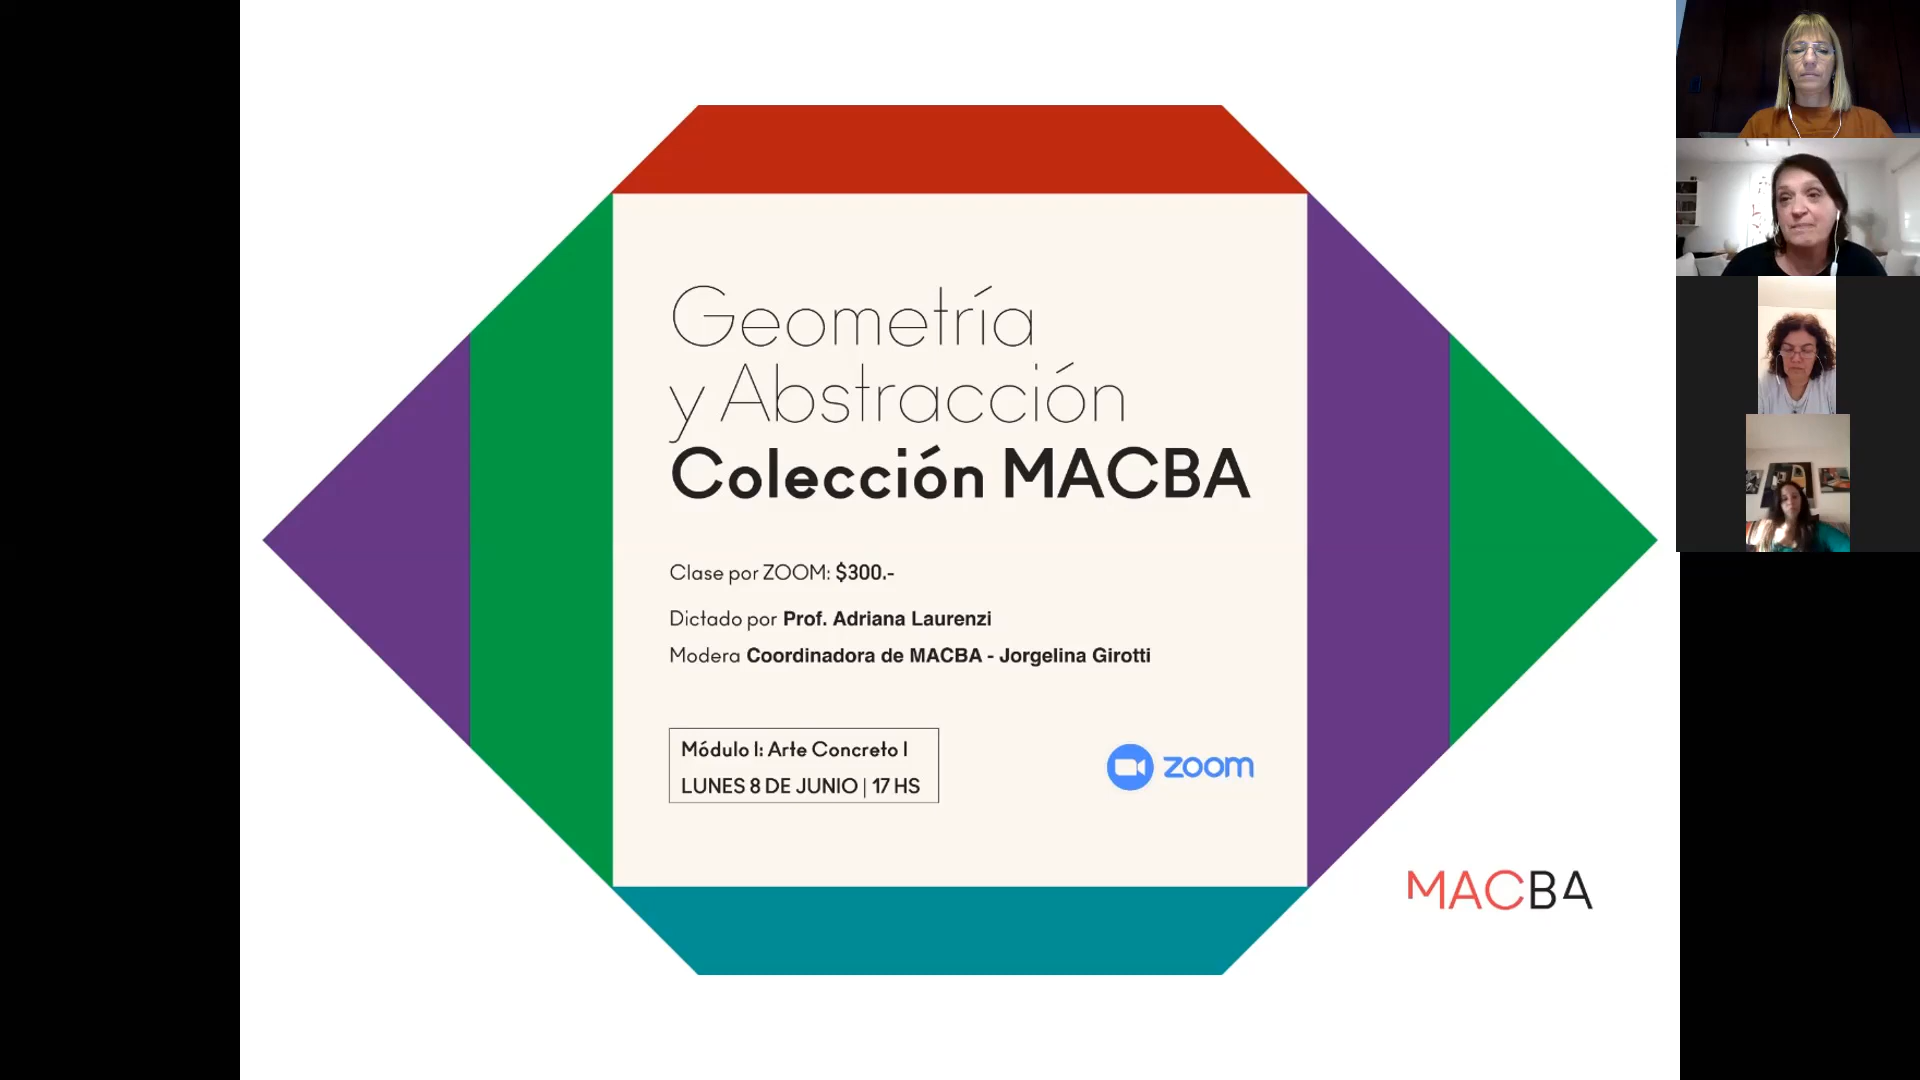 Geometría
y Abstracción
Colección MACBA
Clase por ZOOM: $300.-
Dictado por Prof. Adriana Laurenzi
Modera Coordinadora de MACBA - Jorgelina Girotti
Módulo I: Arte Concreto I
LUNES 8 DE JUNIO | 17 HS
zoom
MACBA